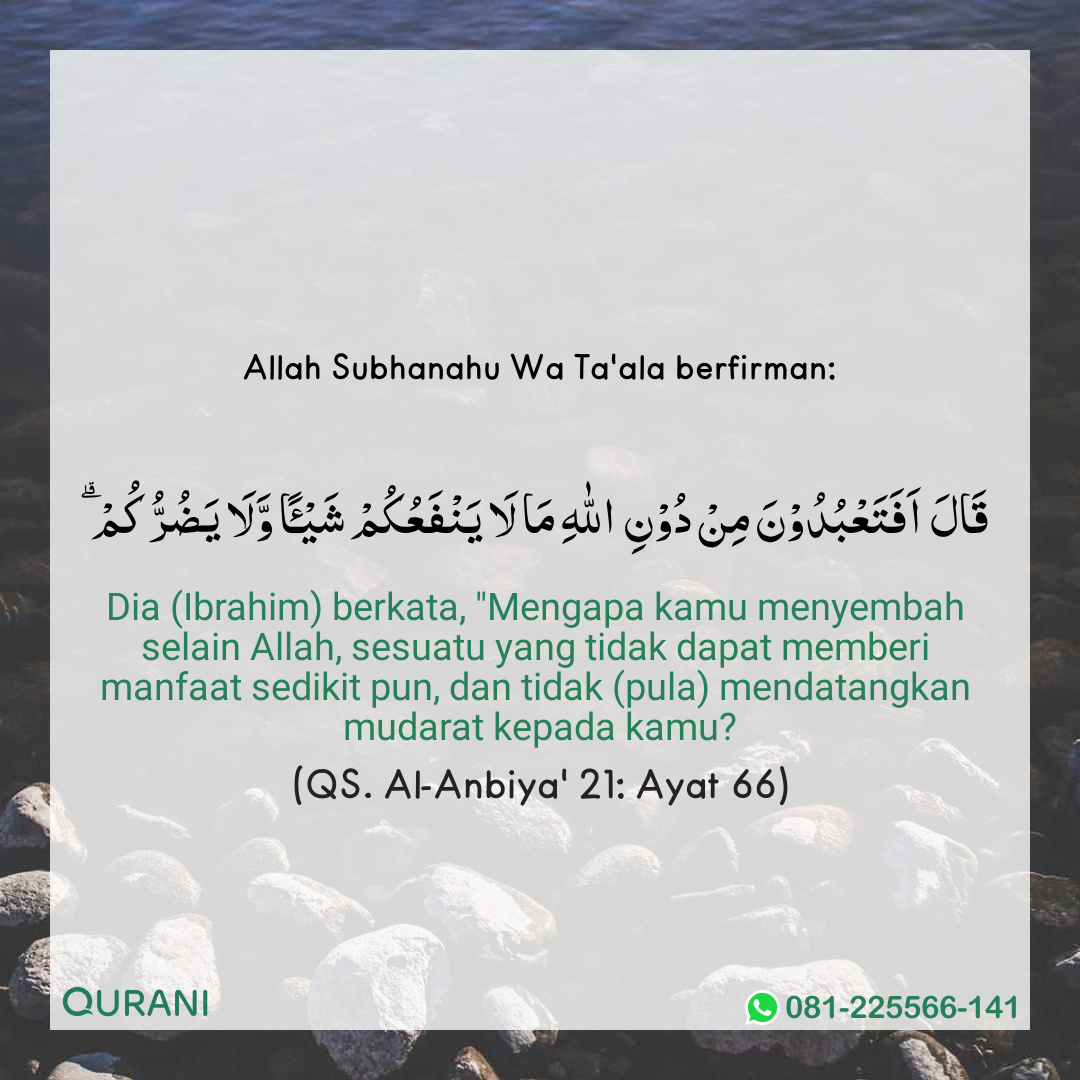 Allah Subhanahu Wa Ta'ala berfirman:
قَالَ اَفَتَعْبُدُوْنَ مِنْ دُوْنِ اللّٰهِ مَا لَا يَنْفَعُكُمْ شَيْـًٔا وَّلَا يَضُرُّكُمْ ۗ
Dia (Ibrahim) berkata, "Mengapa kamu menyembah
selain Allah, sesuatu yang tidak dapat memberi
manfaat sedikit pun, dan tidak (pula) mendatangkan
mudarat kepada kamu?
(QS. Al-Anbiya' 21: Ayat 66)
QURANI
081-225566-141